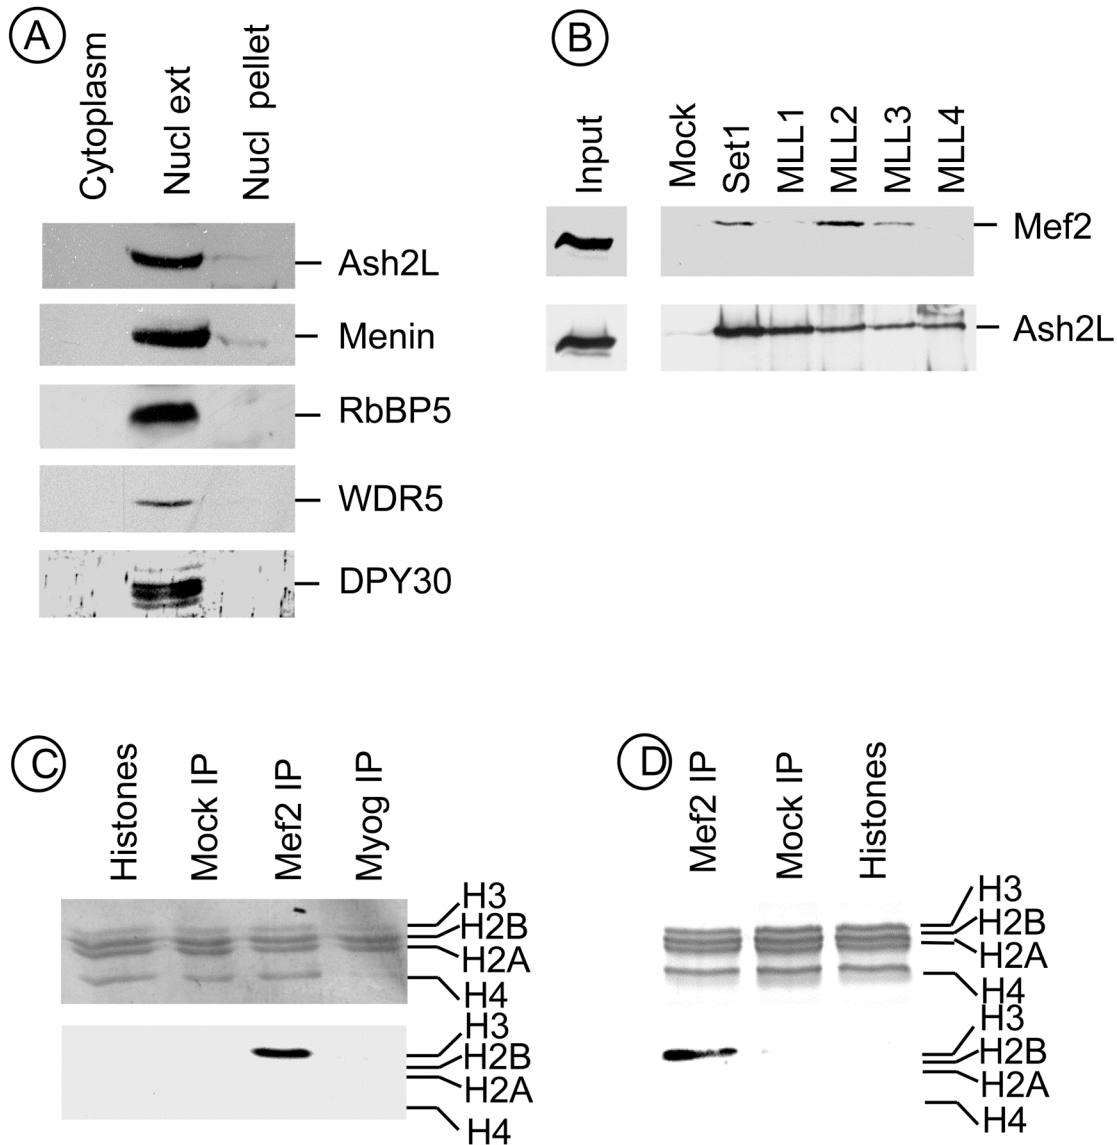 A
Cytoplasm
Nucl ext
Nucl pellet
Ash2L
Menin
RbBP5
WDR5
DPY30
B
Input
Mock
Set1
MLL1
MLL2
MLL3
MLL4
Mef2
Ash2L
C
Histones
Mock IP
Mef2 IP
Myog IP
H3
H2B
H2A
H4
H3
H2B
H2A
H4
D
Mef2 IP
Mock IP
Histones
H3
H2B
H2A
H4
H3
H2B
H2A
H4